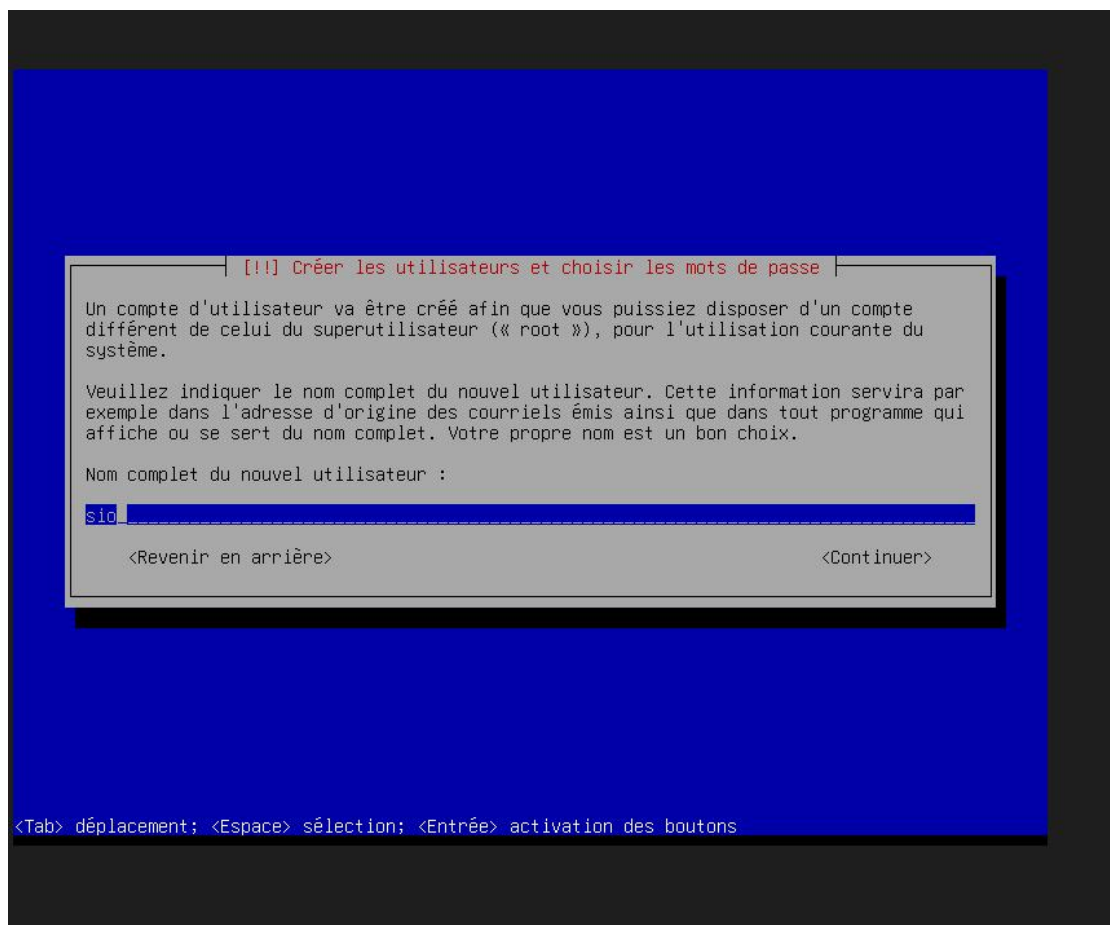 [!!] Créer les utilisateurs et choisir les mots de passe
Un compte d'utilisateur va être créé afin que vous puissiez disposer d'un compte
différent de celui du superutilisateur (« root »), pour l'utilisation courante du
système.
Veuillez indiquer le nom complet du nouvel utilisateur. Cette information servira par
exemple dans l'adresse d'origine des courriels émis ainsi que dans tout programme qui
affiche ou se sert du nom complet. Votre propre nom est un bon choix.
Nom complet du nouvel utilisateur :
sio
<Revenir en arrière> <Continuer>
<Tab> déplacement; <Espace> sélection; <Entrée> activation des boutons